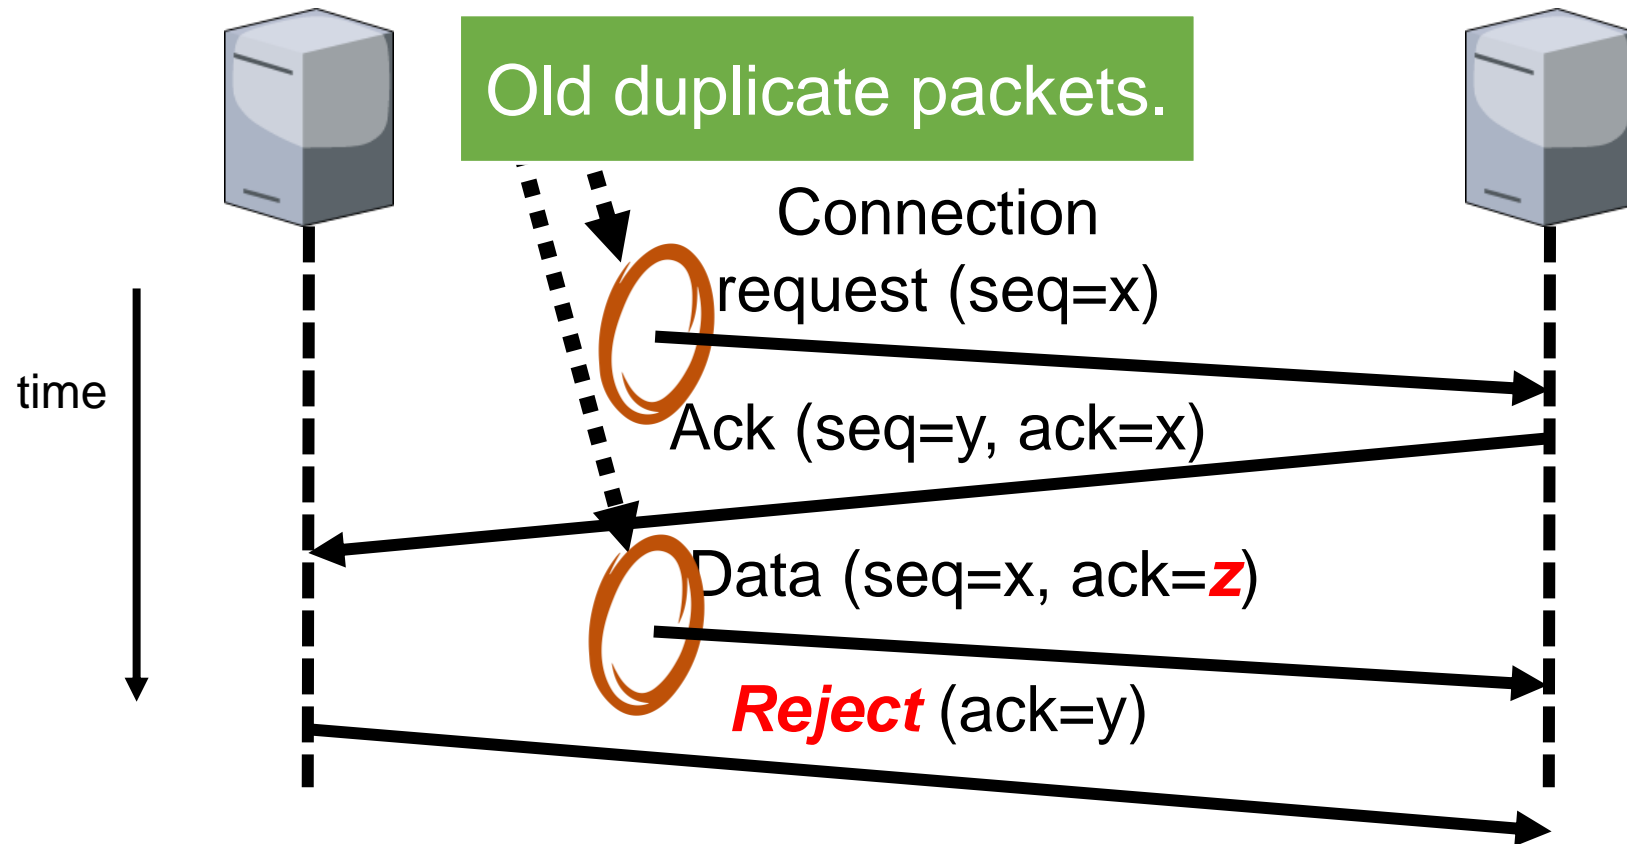 Old duplicate packets.
Connection
request (seq=x)
time
Ack (seq=y, ack=x)
Data (seq=x, ack=z)
Reject (ack=y)